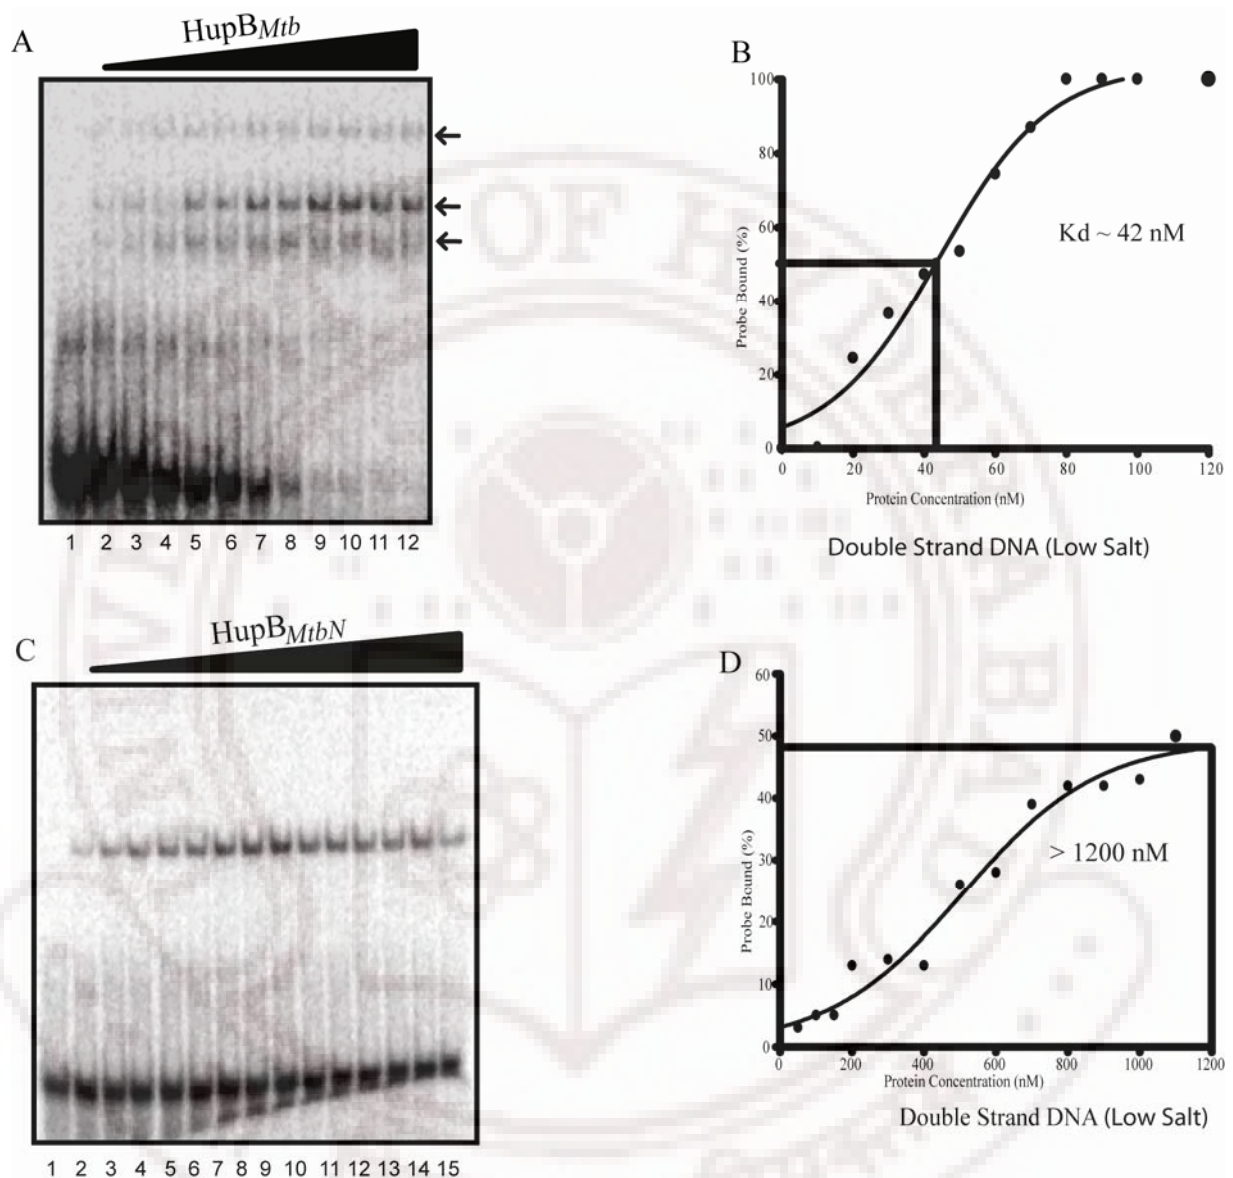 A
HupBMtb
1 2 3 4 5 6 7 8 9 10 11 12
B
100
80
60
40
20
0
Probe Bound (%)
Kd ~ 42 nM
0 20 40 60 80 100 120
Protein Concentration (nM)
Double Strand DNA (Low Salt)
C
HupBMtbN
1 2 3 4 5 6 7 8 9 10 11 12 13 14 15
D
60
50
40
30
20
10
0
Probe Bound (%)
> 1200 nM
0 200 400 600 800 1000 1200
Protein Concentration (nM)
Double Strand DNA (Low Salt)
OF H